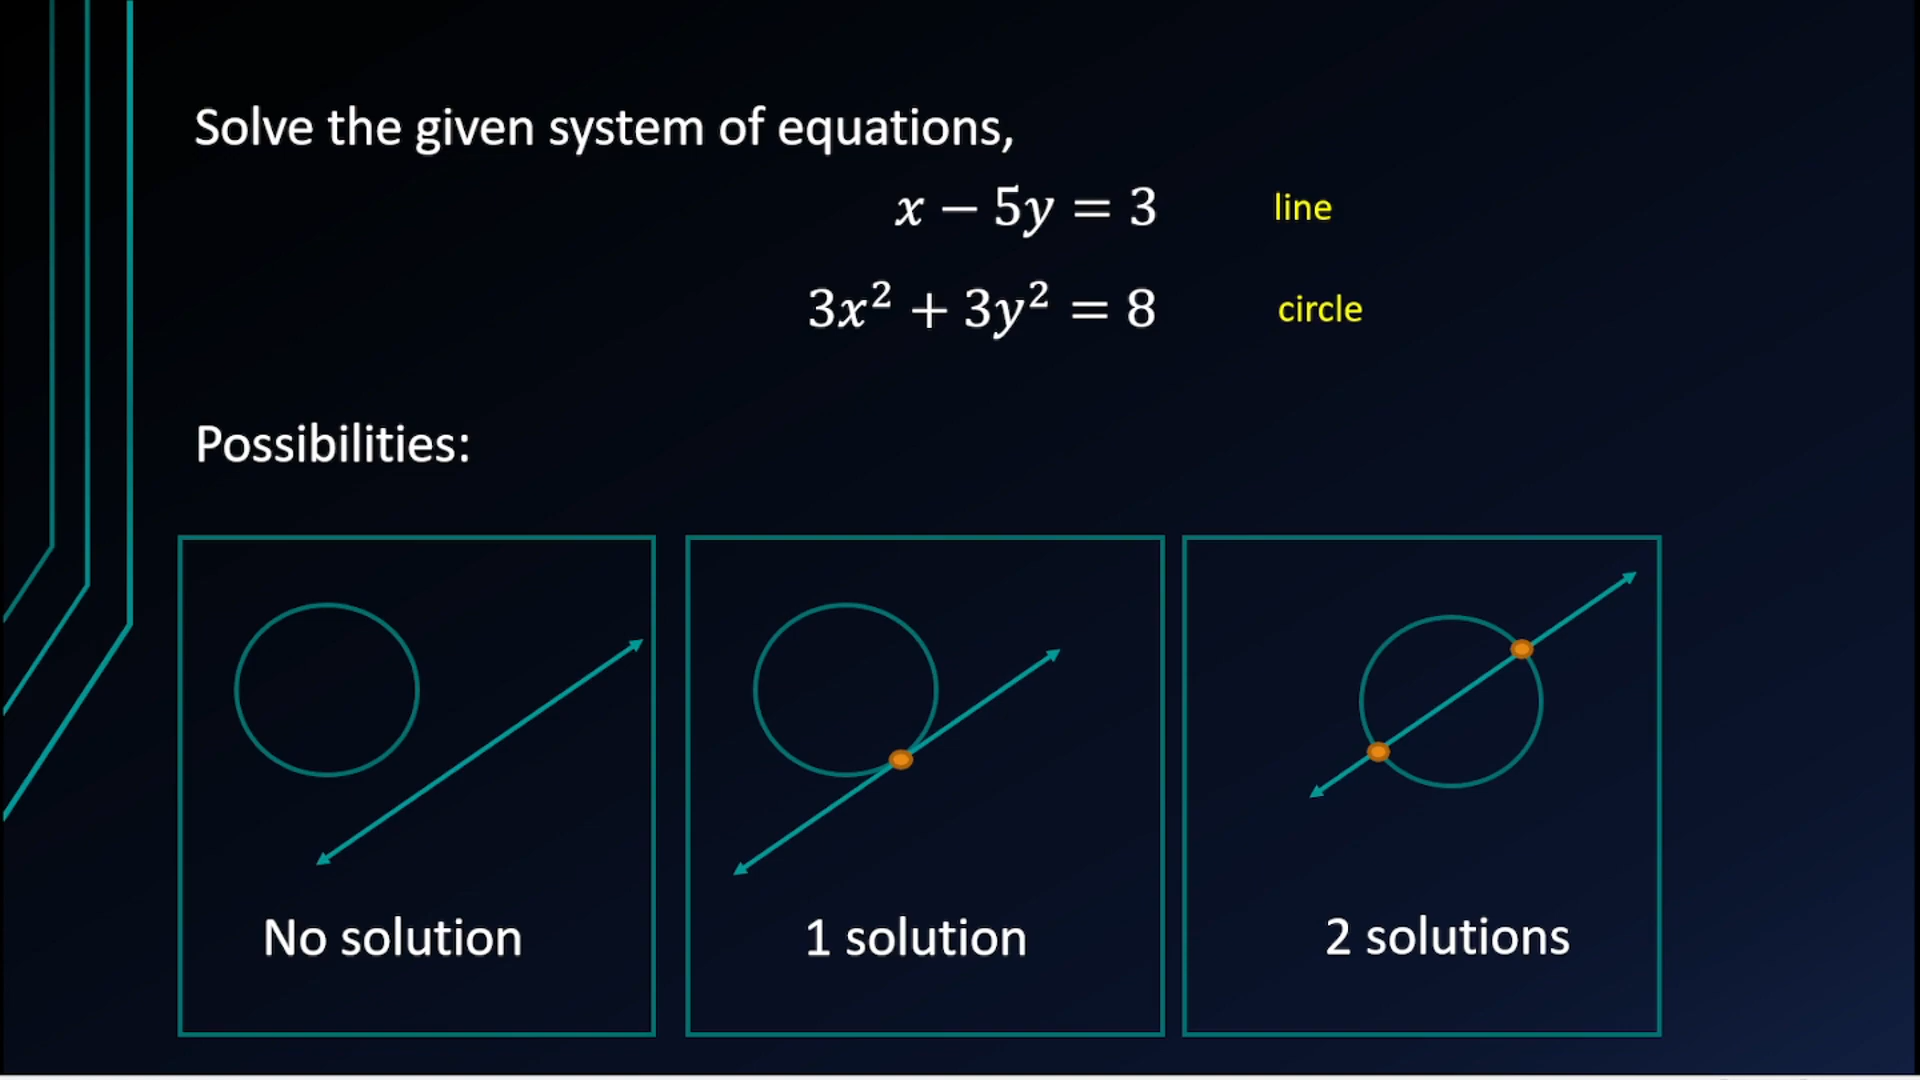 Solve the given system of equations,
x − 5y = 3 line
3x² + 3y² = 8 circle
Possibilities:
No solution
1 solution
2 solutions